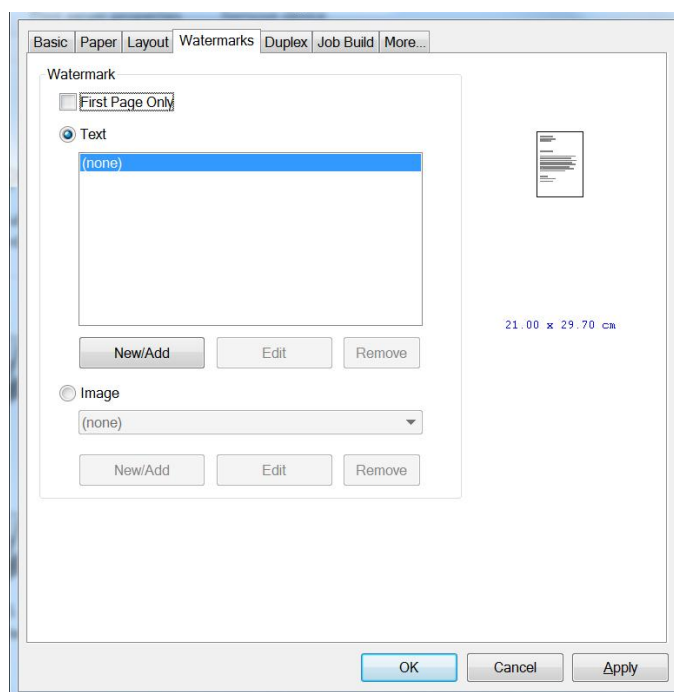 Basic Paper Layout Watermarks Duplex Job Build More...
Watermark
First Page Only
Text
(none)
21.00 x 29.70 cm
New/Add Edit Remove
Image
(none)
New/Add Edit Remove
OK Cancel Apply